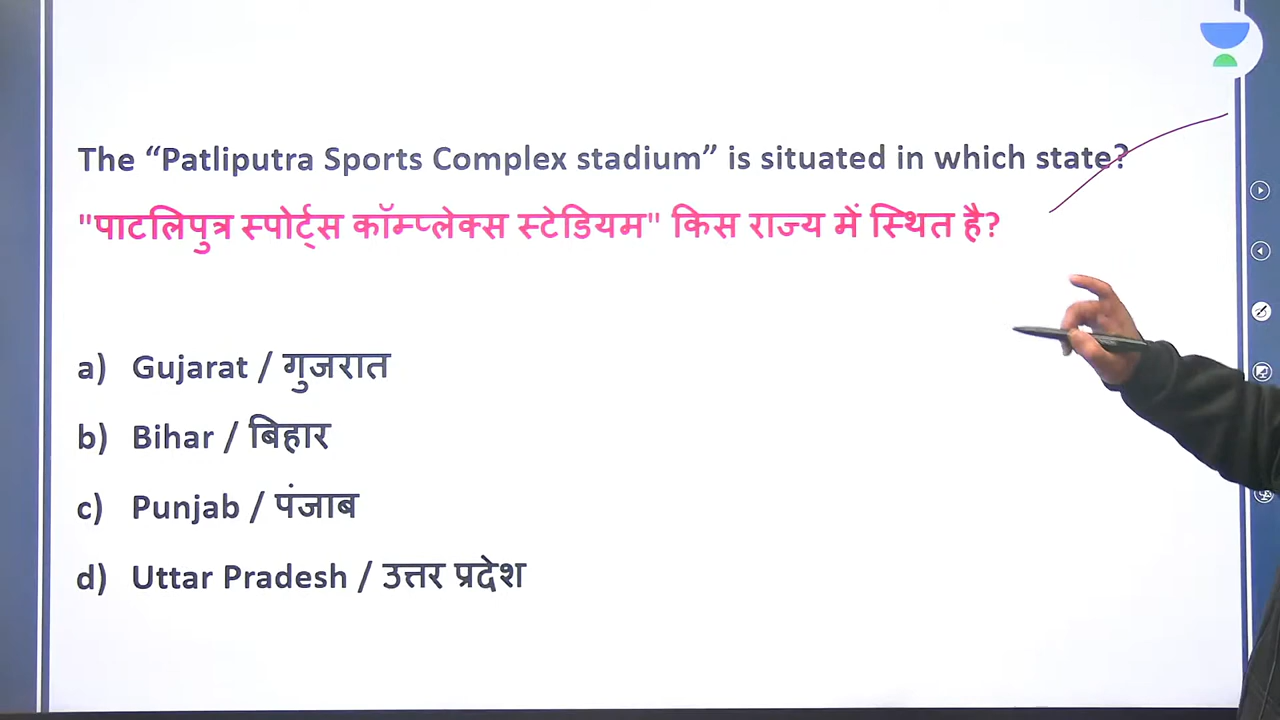 The “Patliputra Sports Complex stadium” is situated in which state?
"पाटलिपुत्र स्पोर्ट्स कॉम्प्लेक्स स्टेडियम" किस राज्य में स्थित है?
a) Gujarat / गुजरात
b) Bihar / बिहार
c) Punjab / पंजाब
d) Uttar Pradesh / उत्तर प्रदेश